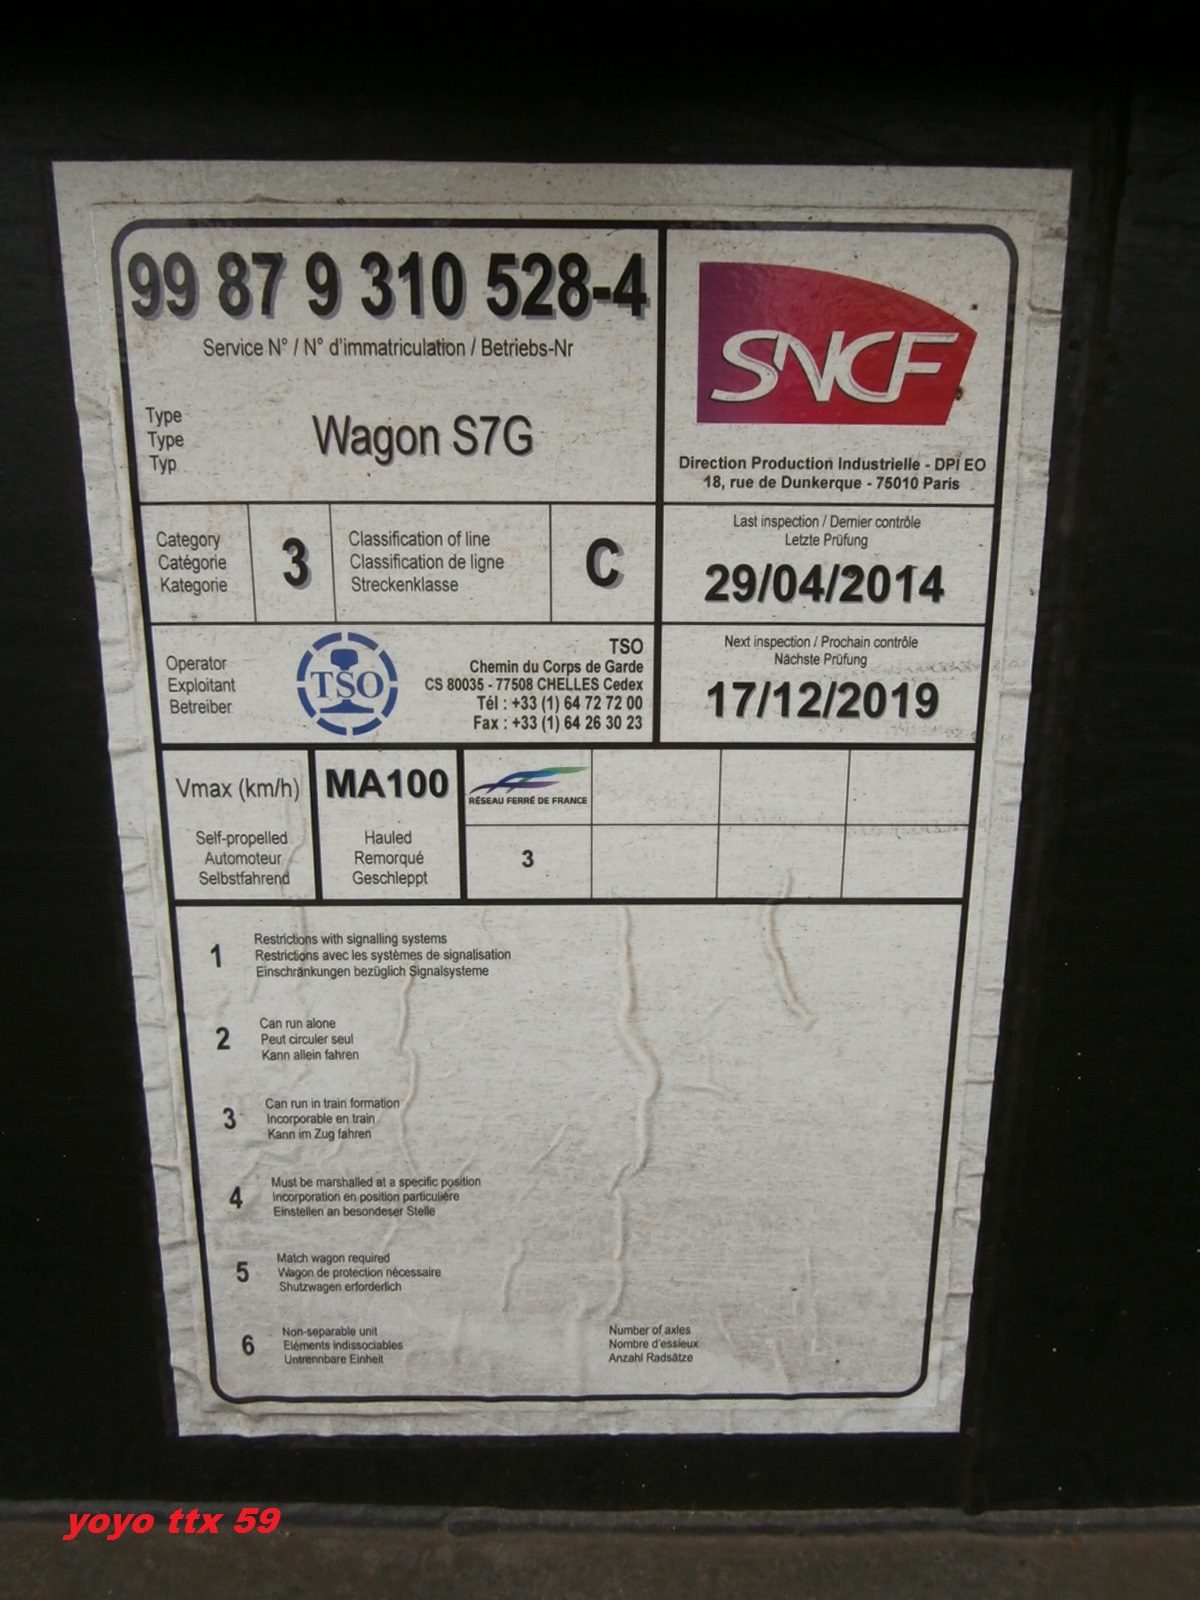 99 87 9 310 528-4
Service N° / N° d'immatriculation / Betriebs-Nr
Type
Type
Typ
Wagon S7G
SNCF
Direction Production Industrielle - DPI EO
18, rue de Dunkerque - 75010 Paris
Category
Catégorie
Kategorie
3
Classification of line
Classification de ligne
Streckenklasse
C
Last inspection / Dernier contrôle
Letzte Prüfung
29/04/2014
Operator
Exploitant
Betreiber
TSO
TSO
Chemin du Corps de Garde
CS 80035 - 77508 CHELLES Cedex
Tél : +33 (1) 64 72 72 00
Fax : +33 (1) 64 26 30 23
Next inspection / Prochain contrôle
Nächste Prüfung
17/12/2019
Vmax (km/h)
Self-propelled
Automoteur
Selbstfahrend
MA100
Hauled
Remorqué
Geschleppt
RÉSEAU FERRÉ DE FRANCE
3
1
Restrictions with signalling systems
Restrictions avec les systèmes de signalisation
Einschränkungen bezüglich Signalsysteme
2
Can run alone
Peut circuler seul
Kann allein fahren
3
Can run in train formation
Incorporable en train
Kann im Zug fahren
4
Must be marshalled at a specific position
Incorporation en position particulière
Einstellen an besondeser Stelle
5
Match wagon required
Wagon de protection nécessaire
Shutzwagen erforderlich
6
Non-separable unit
Eléments indissociables
Untrennbare Einheit
Number of axles
Nombre d'essieux
Anzahl Radsätze
yoyo ttx 59